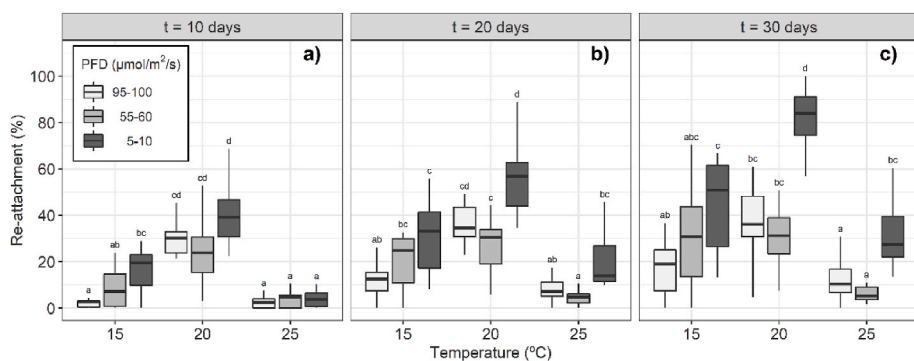 t = 10 days
t = 20 days
t = 30 days
a)
b)
c)
PFD (µmol/m²/s)
95-100
55-60
5-10
Re-attachment (%)
100
80
60
40
20
0
a ab bc cd cd d a a a
ab bc c cd c d ab a bc
ab abc c c bc d a a bc
15 20 25
15 20 25
15 20 25
Temperature (ºC)